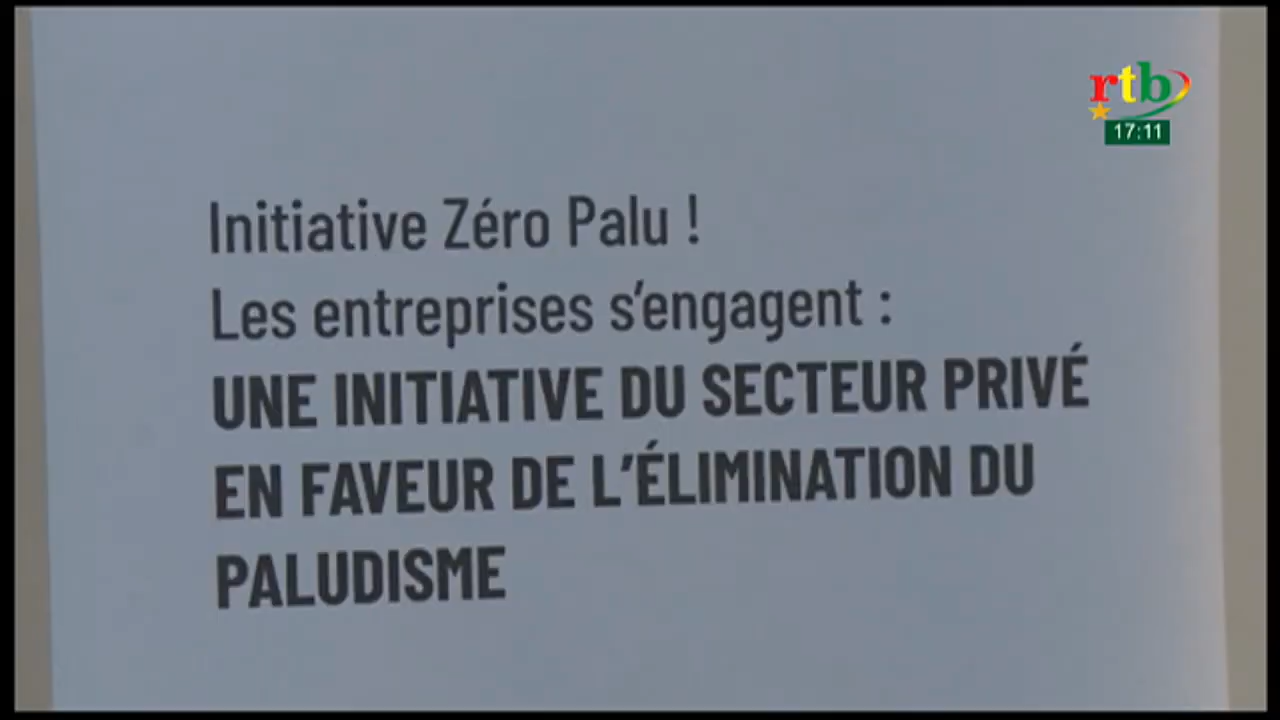 rtb
17:11
Initiative Zéro Palu !
Les entreprises s’engagent :
UNE INITIATIVE DU SECTEUR PRIVÉ
EN FAVEUR DE L’ÉLIMINATION DU
PALUDISME